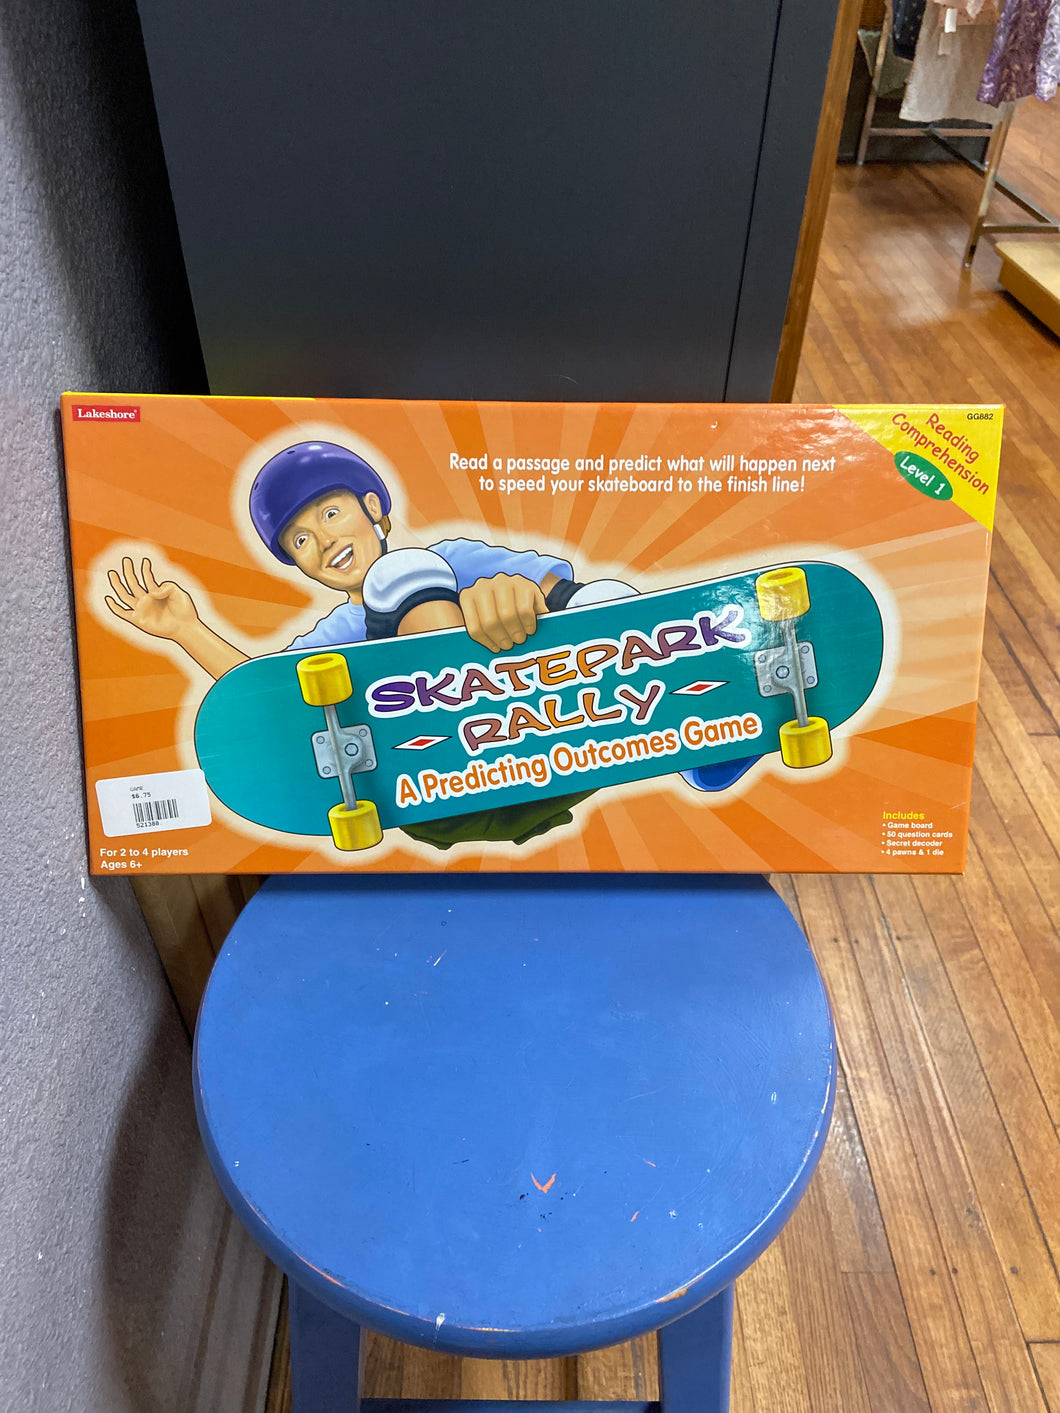 Lakeshore®
GG882
Reading
Comprehension
Level 1
Read a passage and predict what will happen next
to speed your skateboard to the finish line!
SKATEPARK
RALLY
A Predicting Outcomes Game
GAME
$6.75
521388
For 2 to 4 players
Ages 6+
Includes
• Game board
• 50 question cards
• Secret decoder
• 4 pawns & 1 die